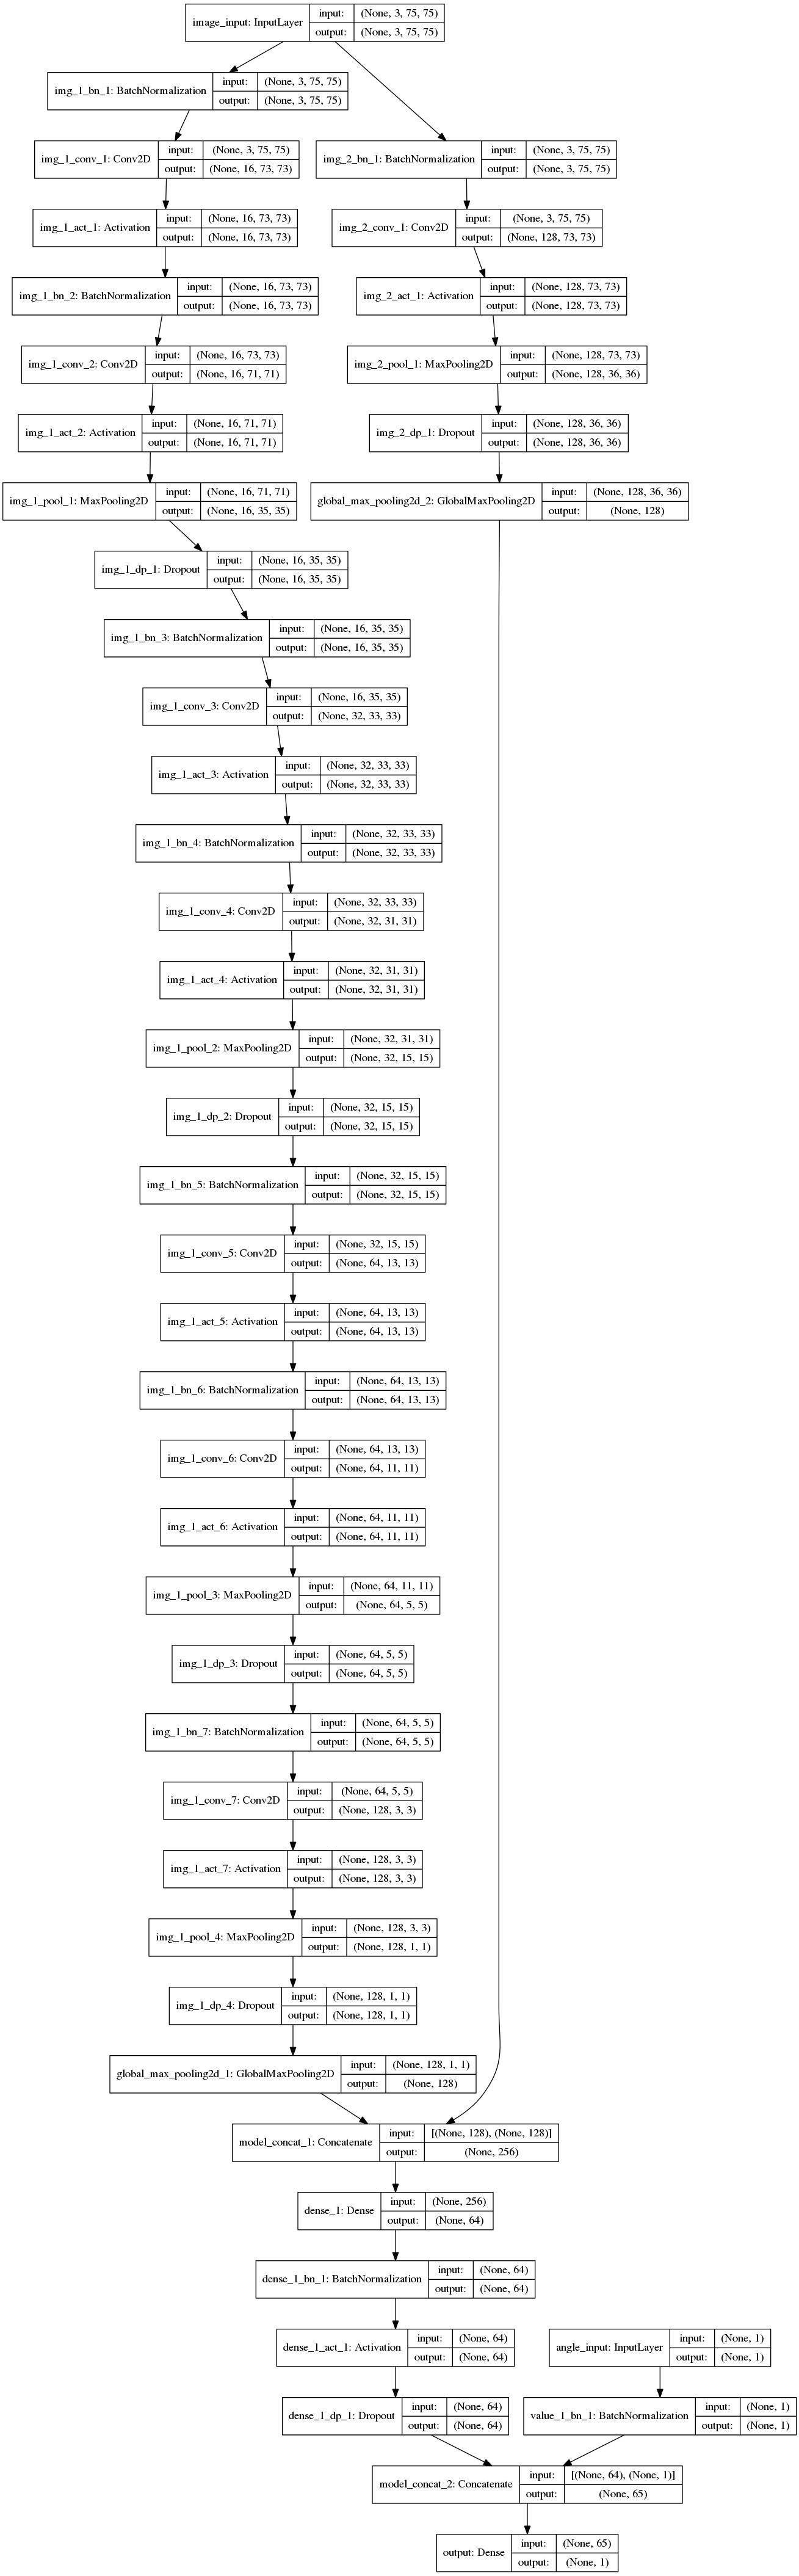 image_input: InputLayer
input: (None, 3, 75, 75)
output: (None, 3, 75, 75)
img_1_bn_1: BatchNormalization
input: (None, 3, 75, 75)
output: (None, 3, 75, 75)
img_1_conv_1: Conv2D
input: (None, 3, 75, 75)
output: (None, 16, 73, 73)
img_2_bn_1: BatchNormalization
input: (None, 3, 75, 75)
output: (None, 3, 75, 75)
img_1_act_1: Activation
input: (None, 16, 73, 73)
output: (None, 16, 73, 73)
img_2_conv_1: Conv2D
input: (None, 3, 75, 75)
output: (None, 128, 73, 73)
img_1_bn_2: BatchNormalization
input: (None, 16, 73, 73)
output: (None, 16, 73, 73)
img_2_act_1: Activation
input: (None, 128, 73, 73)
output: (None, 128, 73, 73)
img_1_conv_2: Conv2D
input: (None, 16, 73, 73)
output: (None, 16, 71, 71)
img_2_pool_1: MaxPooling2D
input: (None, 128, 73, 73)
output: (None, 128, 36, 36)
img_1_act_2: Activation
input: (None, 16, 71, 71)
output: (None, 16, 71, 71)
img_2_dp_1: Dropout
input: (None, 128, 36, 36)
output: (None, 128, 36, 36)
img_1_pool_1: MaxPooling2D
input: (None, 16, 71, 71)
output: (None, 16, 35, 35)
global_max_pooling2d_2: GlobalMaxPooling2D
input: (None, 128, 36, 36)
output: (None, 128)
img_1_dp_1: Dropout
input: (None, 16, 35, 35)
output: (None, 16, 35, 35)
img_1_bn_3: BatchNormalization
input: (None, 16, 35, 35)
output: (None, 16, 35, 35)
img_1_conv_3: Conv2D
input: (None, 16, 35, 35)
output: (None, 32, 33, 33)
img_1_act_3: Activation
input: (None, 32, 33, 33)
output: (None, 32, 33, 33)
img_1_bn_4: BatchNormalization
input: (None, 32, 33, 33)
output: (None, 32, 33, 33)
img_1_conv_4: Conv2D
input: (None, 32, 33, 33)
output: (None, 32, 31, 31)
img_1_act_4: Activation
input: (None, 32, 31, 31)
output: (None, 32, 31, 31)
img_1_pool_2: MaxPooling2D
input: (None, 32, 31, 31)
output: (None, 32, 15, 15)
img_1_dp_2: Dropout
input: (None, 32, 15, 15)
output: (None, 32, 15, 15)
img_1_bn_5: BatchNormalization
input: (None, 32, 15, 15)
output: (None, 32, 15, 15)
img_1_conv_5: Conv2D
input: (None, 32, 15, 15)
output: (None, 64, 13, 13)
img_1_act_5: Activation
input: (None, 64, 13, 13)
output: (None, 64, 13, 13)
img_1_bn_6: BatchNormalization
input: (None, 64, 13, 13)
output: (None, 64, 13, 13)
img_1_conv_6: Conv2D
input: (None, 64, 13, 13)
output: (None, 64, 11, 11)
img_1_act_6: Activation
input: (None, 64, 11, 11)
output: (None, 64, 11, 11)
img_1_pool_3: MaxPooling2D
input: (None, 64, 11, 11)
output: (None, 64, 5, 5)
img_1_dp_3: Dropout
input: (None, 64, 5, 5)
output: (None, 64, 5, 5)
img_1_bn_7: BatchNormalization
input: (None, 64, 5, 5)
output: (None, 64, 5, 5)
img_1_conv_7: Conv2D
input: (None, 64, 5, 5)
output: (None, 128, 3, 3)
img_1_act_7: Activation
input: (None, 128, 3, 3)
output: (None, 128, 3, 3)
img_1_pool_4: MaxPooling2D
input: (None, 128, 3, 3)
output: (None, 128, 1, 1)
img_1_dp_4: Dropout
input: (None, 128, 1, 1)
output: (None, 128, 1, 1)
global_max_pooling2d_1: GlobalMaxPooling2D
input: (None, 128, 1, 1)
output: (None, 128)
model_concat_1: Concatenate
input: [(None, 128), (None, 128)]
output: (None, 256)
dense_1: Dense
input: (None, 256)
output: (None, 64)
dense_1_bn_1: BatchNormalization
input: (None, 64)
output: (None, 64)
dense_1_act_1: Activation
input: (None, 64)
output: (None, 64)
angle_input: InputLayer
input: (None, 1)
output: (None, 1)
dense_1_dp_1: Dropout
input: (None, 64)
output: (None, 64)
value_1_bn_1: BatchNormalization
input: (None, 1)
output: (None, 1)
model_concat_2: Concatenate
input: [(None, 64), (None, 1)]
output: (None, 65)
output: Dense
input: (None, 65)
output: (None, 1)